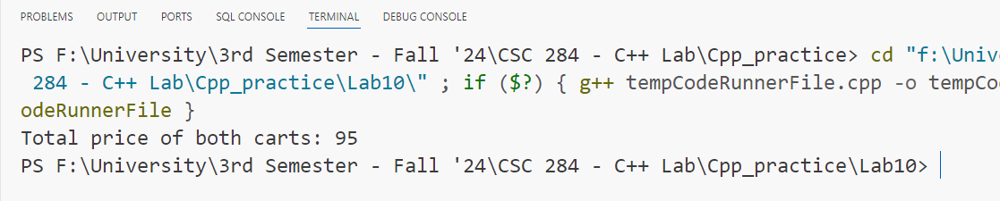 PROBLEMS OUTPUT PORTS SQL CONSOLE TERMINAL DEBUG CONSOLE
PS F:\University\3rd Semester - Fall '24\CSC 284 - C++ Lab\Cpp_practice> cd "f:\Unive
284 - C++ Lab\Cpp_practice\Lab10\" ; if ($?) { g++ tempCodeRunnerFile.cpp -o tempCod
odeRunnerFile }
Total price of both carts: 95
PS F:\University\3rd Semester - Fall '24\CSC 284 - C++ Lab\Cpp_practice\Lab10>